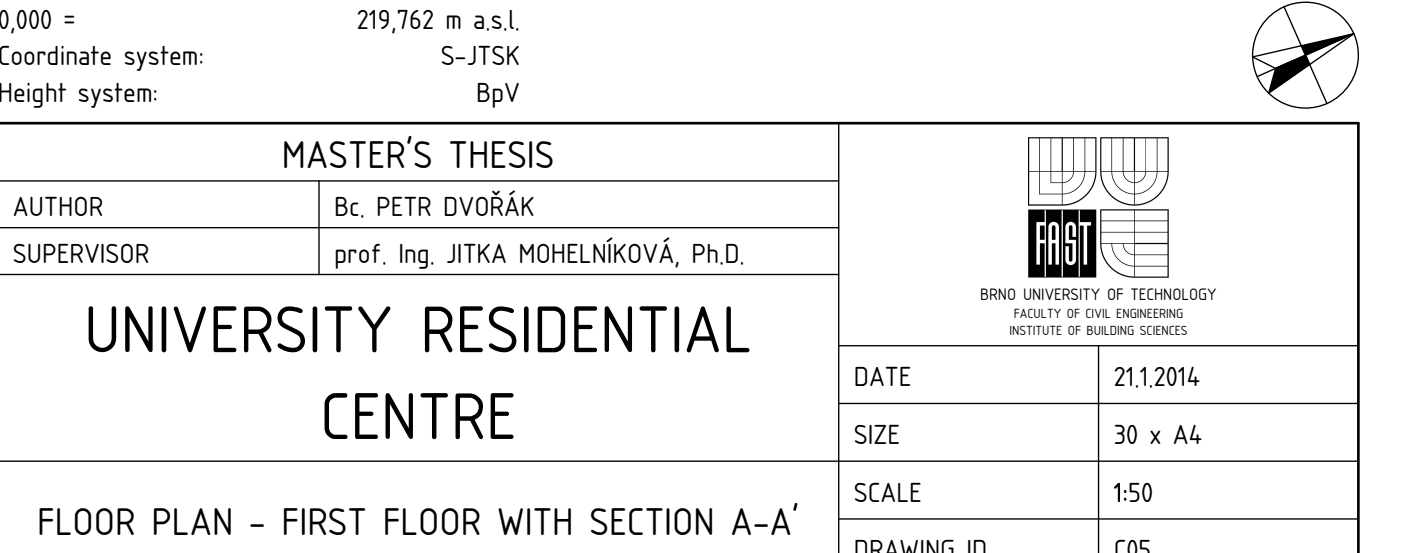 0,000 = 219,762 m a.s.l.
Coordinate system: S-JTSK
Height system: BpV
MASTER'S THESIS
AUTHOR Bc. PETR DVOŘÁK
SUPERVISOR prof. Ing. JITKA MOHELNÍKOVÁ, Ph.D.
UNIVERSITY RESIDENTIAL
CENTRE
FLOOR PLAN - FIRST FLOOR WITH SECTION A-A'
FAST
BRNO UNIVERSITY OF TECHNOLOGY
FACULTY OF CIVIL ENGINEERING
INSTITUTE OF BUILDING SCIENCES
DATE 21.1.2014
SIZE 30 x A4
SCALE 1:50
DRAWING ID C05